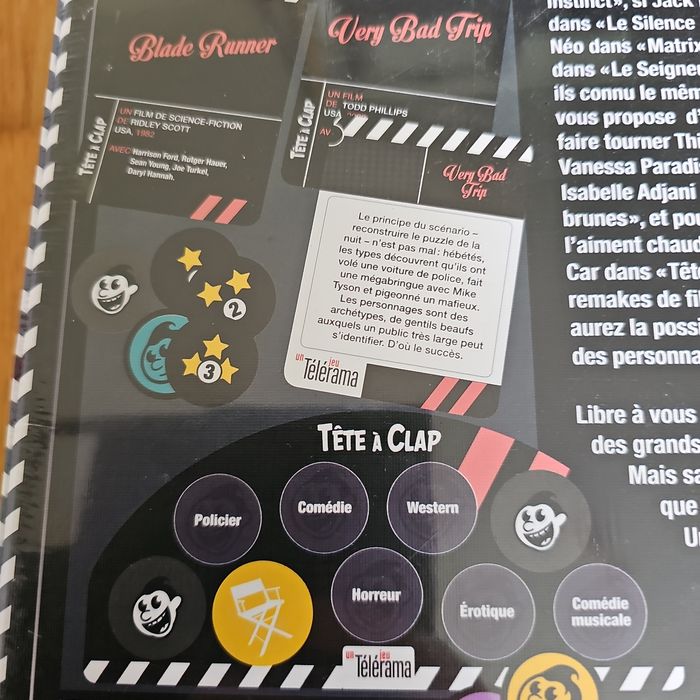 Blade Runner
UN FILM DE SCIENCE-FICTION
DE RIDLEY SCOTT
USA, 1982
AVEC Harrison Ford, Rutger Hauer,
Sean Young, Joe Turkel,
Daryl Hannah.
TÊTE À CLAP
Very Bad Trip
UN FILM
DE TODD PHILLIPS
USA,
AV
TÊTE À CLAP
Very Bad
Trip
Le principe du scénario –
reconstruire le puzzle de la
nuit – n'est pas mal : hébétés,
les types découvrent qu'ils ont
volé une voiture de police, fait
une mégabringue avec Mike
Tyson et pigeonné un mafieux.
Les personnages sont des
archétypes, de gentils beaufs
auxquels un public très large peut
s'identifier. D'où le succès.
un jeu
Télérama
2
3
TÊTE À CLAP
Policier
Comédie
Western
Horreur
Érotique
Comédie
musicale
un jeu
Télérama
Instinct», si Jack
dans «Le Silence
Néo dans «Matrix
dans «Le Seigne
ils connu le mêm
vous propose d'
faire tourner Thi
Vanessa Paradi
Isabelle Adjani
brunes», et pou
l'aiment chaud
Car dans «Têt
remakes de fil
aurez la possi
des personna
Libre à vous
des grands
Mais sa
que
U